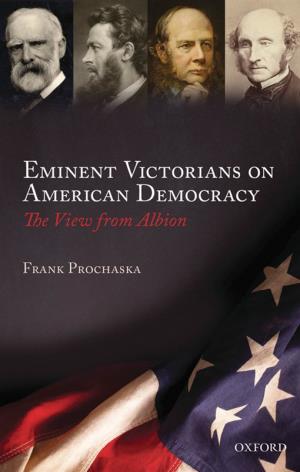 EMINENT VICTORIANS ON
AMERICAN DEMOCRACY
The View from Albion
FRANK PROCHASKA
OXFORD